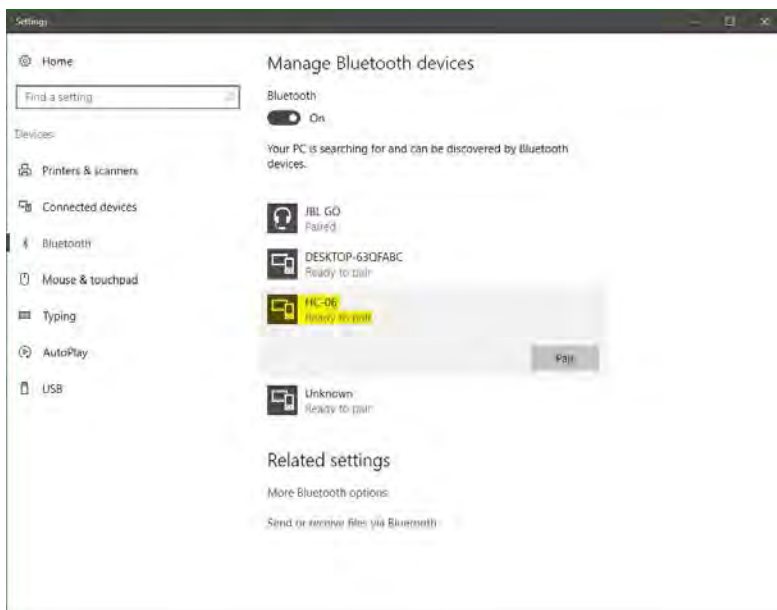 Settings
Home
Find a setting
Devices
Printers & scanners
Connected devices
Bluetooth
Mouse & touchpad
Typing
AutoPlay
USB
Manage Bluetooth devices
Bluetooth
On
Your PC is searching for and can be discovered by Bluetooth
devices.
JBL GO
Paired
DESKTOP-63QFABC
Ready to pair
HC-06
Ready to pair
Pair
Unknown
Ready to pair
Related settings
More Bluetooth options
Send or receive files via Bluetooth